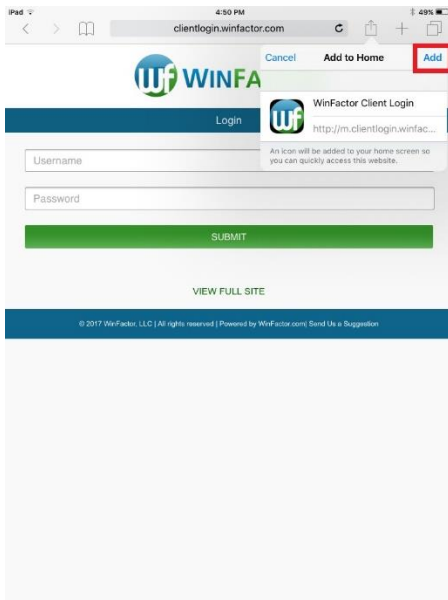 iPad 4:50 PM 49%
clientlogin.winfactor.com
Cancel Add to Home Add
Wf WINFA
Login
Wf WinFactor Client Login
http://m.clientlogin.winfac...
An icon will be added to your home screen so
you can quickly access this website.
Username
Password
SUBMIT
VIEW FULL SITE
© 2017 WinFactor, LLC | All rights reserved | Powered by WinFactor.com| Send Us a Suggestion